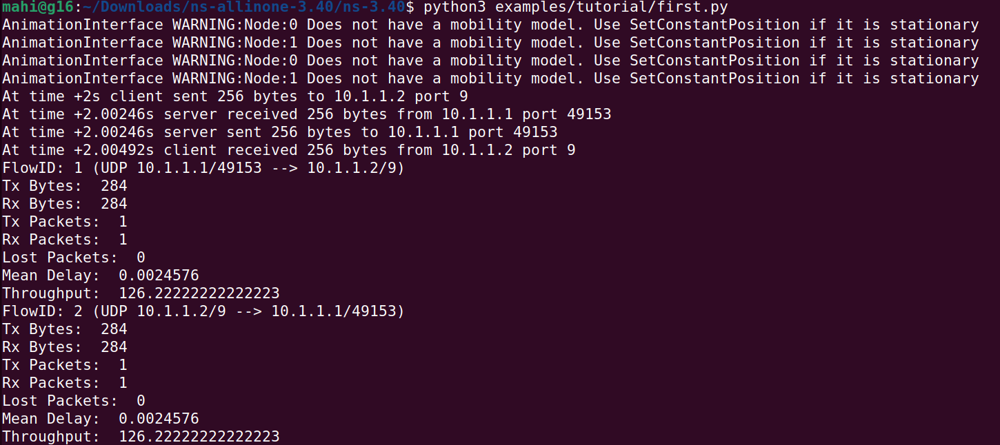 mahi@g16:~/Downloads/ns-allinone-3.40/ns-3.40$ python3 examples/tutorial/first.py
AnimationInterface WARNING:Node:0 Does not have a mobility model. Use SetConstantPosition if it is stationary
AnimationInterface WARNING:Node:1 Does not have a mobility model. Use SetConstantPosition if it is stationary
AnimationInterface WARNING:Node:0 Does not have a mobility model. Use SetConstantPosition if it is stationary
AnimationInterface WARNING:Node:1 Does not have a mobility model. Use SetConstantPosition if it is stationary
At time +2s client sent 256 bytes to 10.1.1.2 port 9
At time +2.00246s server received 256 bytes from 10.1.1.1 port 49153
At time +2.00246s server sent 256 bytes to 10.1.1.1 port 49153
At time +2.00492s client received 256 bytes from 10.1.1.2 port 9
FlowID: 1 (UDP 10.1.1.1/49153 --> 10.1.1.2/9)
Tx Bytes:  284
Rx Bytes:  284
Tx Packets:  1
Rx Packets:  1
Lost Packets:  0
Mean Delay:  0.0024576
Throughput:  126.22222222222223
FlowID: 2 (UDP 10.1.1.2/9 --> 10.1.1.1/49153)
Tx Bytes:  284
Rx Bytes:  284
Tx Packets:  1
Rx Packets:  1
Lost Packets:  0
Mean Delay:  0.0024576
Throughput:  126.22222222222223